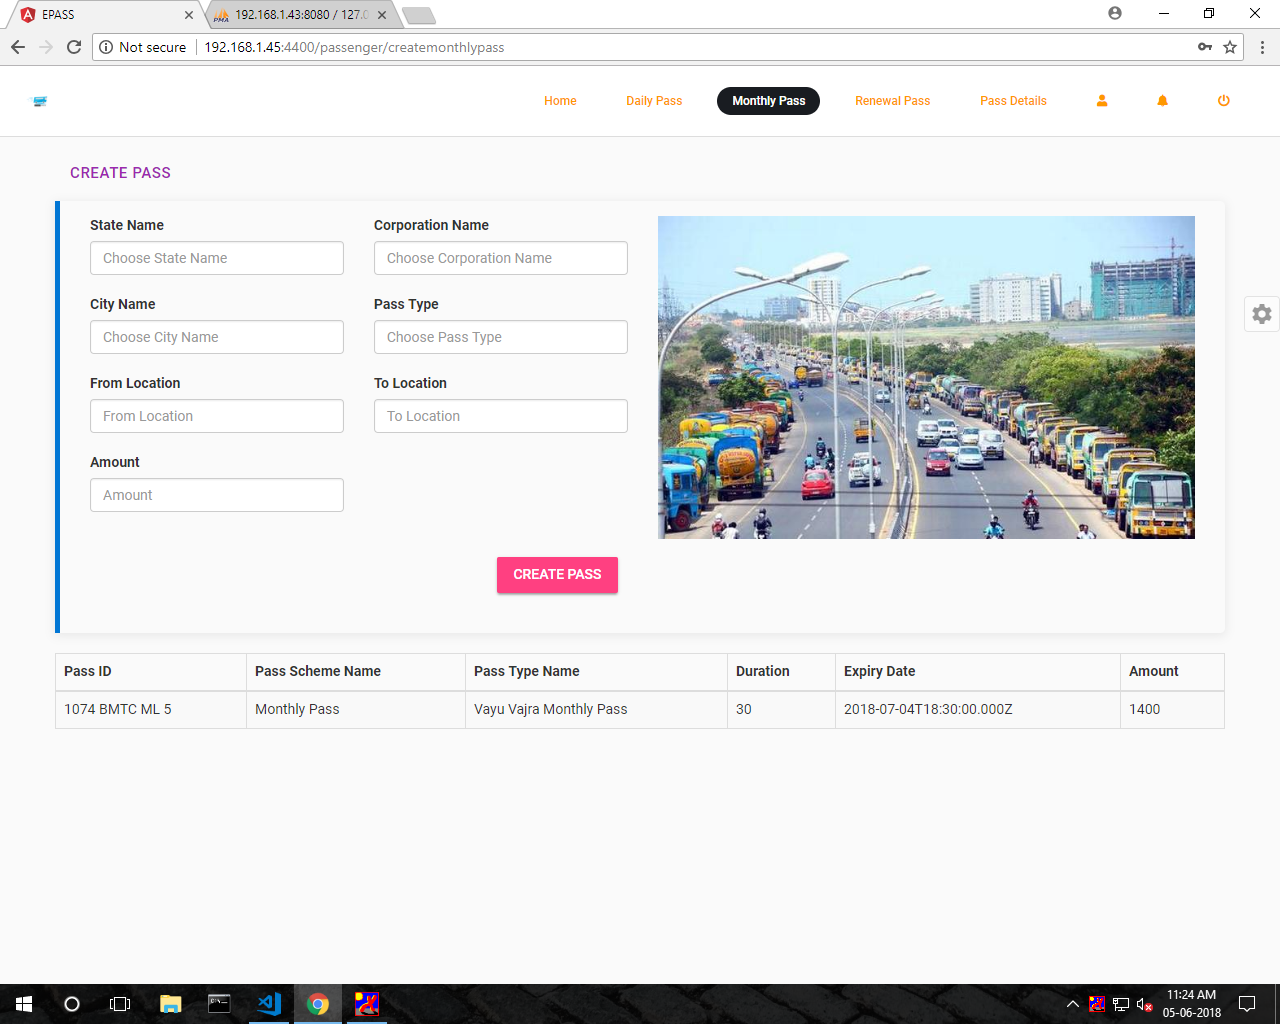 EPASS
192.168.1.43:8080 / 127.0
Not secure
192.168.1.45:4400/passenger/createmonthlypass
Home
Daily Pass
Monthly Pass
Renewal Pass
Pass Details
CREATE PASS
State Name
Corporation Name
Choose State Name
Choose Corporation Name
City Name
Pass Type
Choose City Name
Choose Pass Type
From Location
To Location
From Location
To Location
Amount
Amount
CREATE PASS
Pass ID
Pass Scheme Name
Pass Type Name
Duration
Expiry Date
Amount
1074 BMTC ML 5
Monthly Pass
Vayu Vajra Monthly Pass
30
2018-07-04T18:30:00.000Z
1400
11:24 AM
05-06-2018